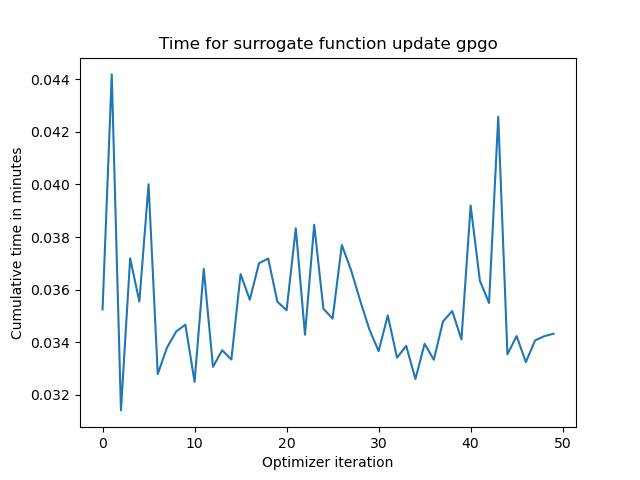 Time for surrogate function update gpgo
Cumulative time in minutes
0.044
0.042
0.040
0.038
0.036
0.034
0.032
0 10 20 30 40 50
Optimizer iteration